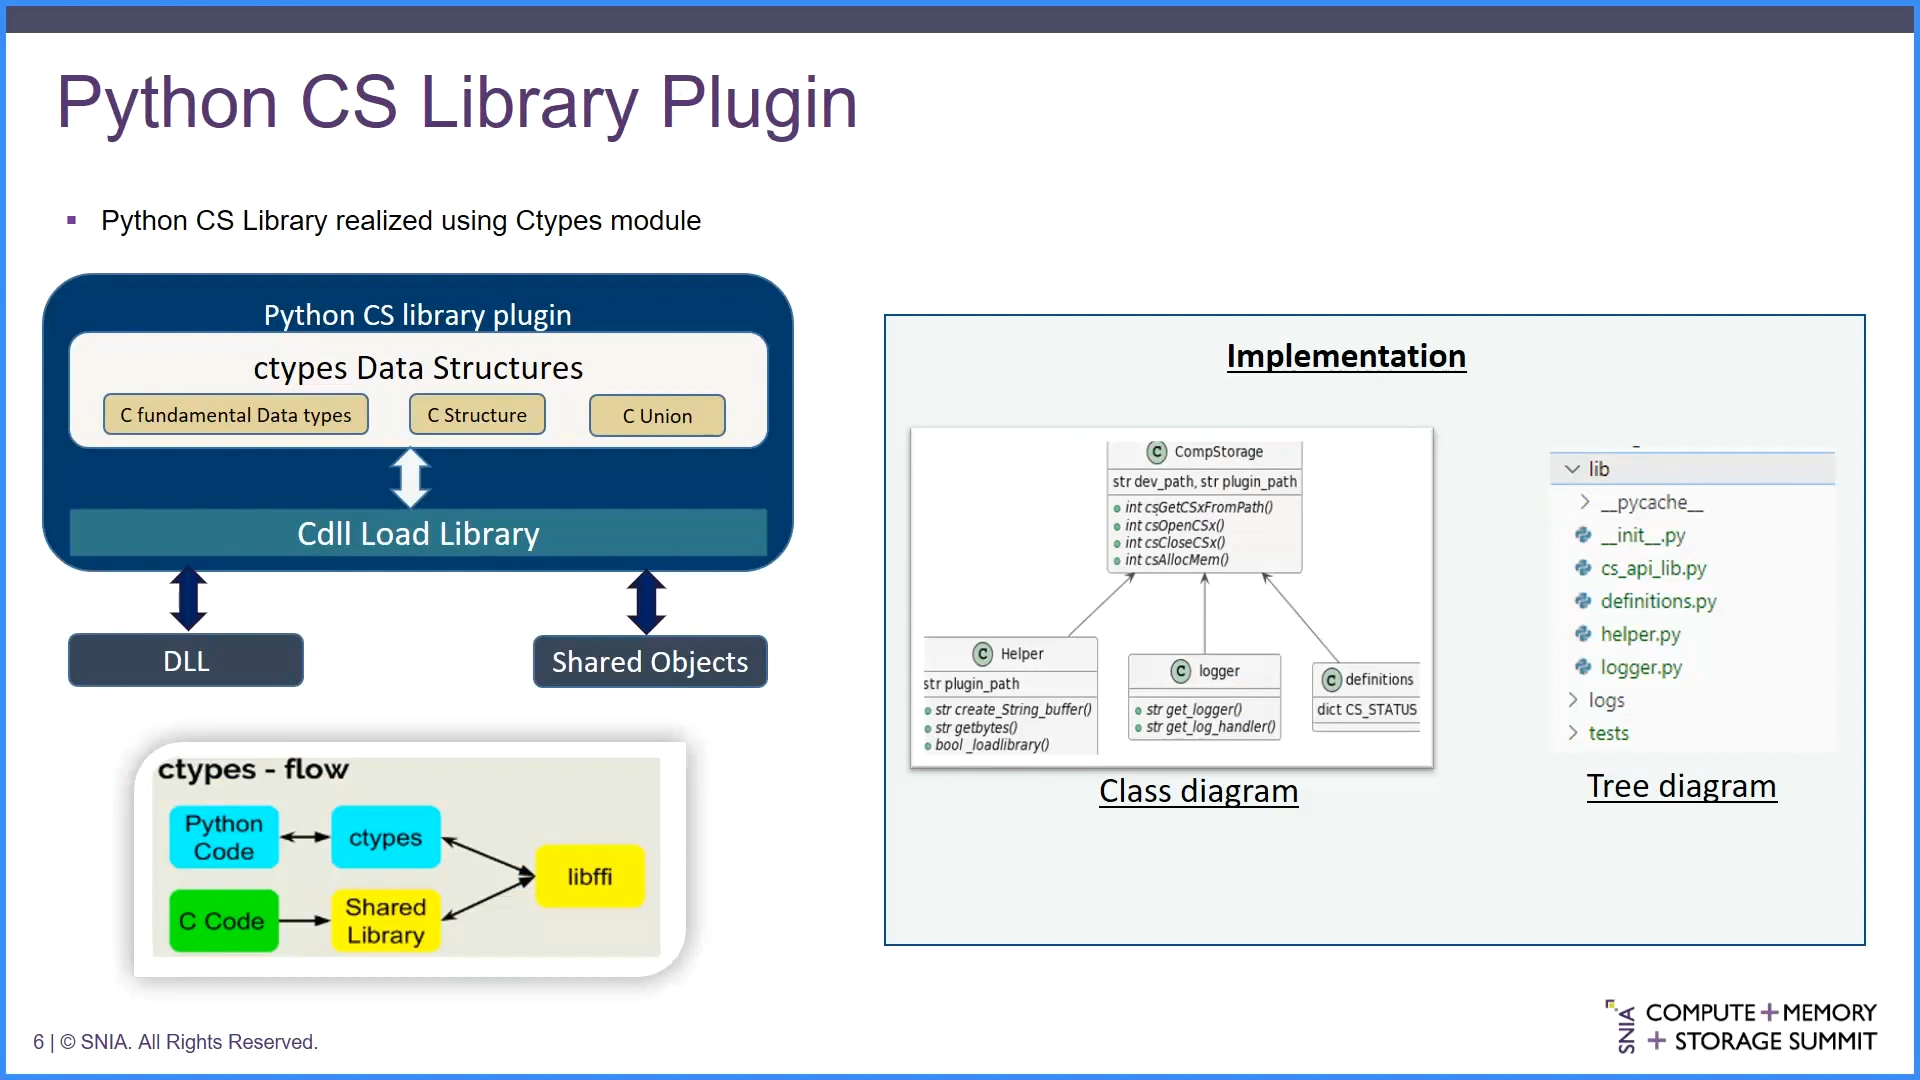 Python CS Library Plugin
▪ Python CS Library realized using Ctypes module
Python CS library plugin
ctypes Data Structures
C fundamental Data types
C Structure
C Union
Cdll Load Library
DLL
Shared Objects
ctypes - flow
Python
Code
ctypes
libffi
C Code
Shared
Library
Implementation
C CompStorage
str dev_path, str plugin_path
int csGetCSxFromPath()
int csOpenCSx()
int csCloseCSx()
int csAllocMem()
C Helper
str plugin_path
str create_String_buffer()
str getbytes()
bool _loadlibrary()
C logger
str get_logger()
str get_log_handler()
C definitions
dict CS_STATUS
Class diagram
lib
__pycache__
__init__.py
cs_api_lib.py
definitions.py
helper.py
logger.py
logs
tests
Tree diagram
6 | © SNIA. All Rights Reserved.
SNIA
COMPUTE+MEMORY
+ STORAGE SUMMIT